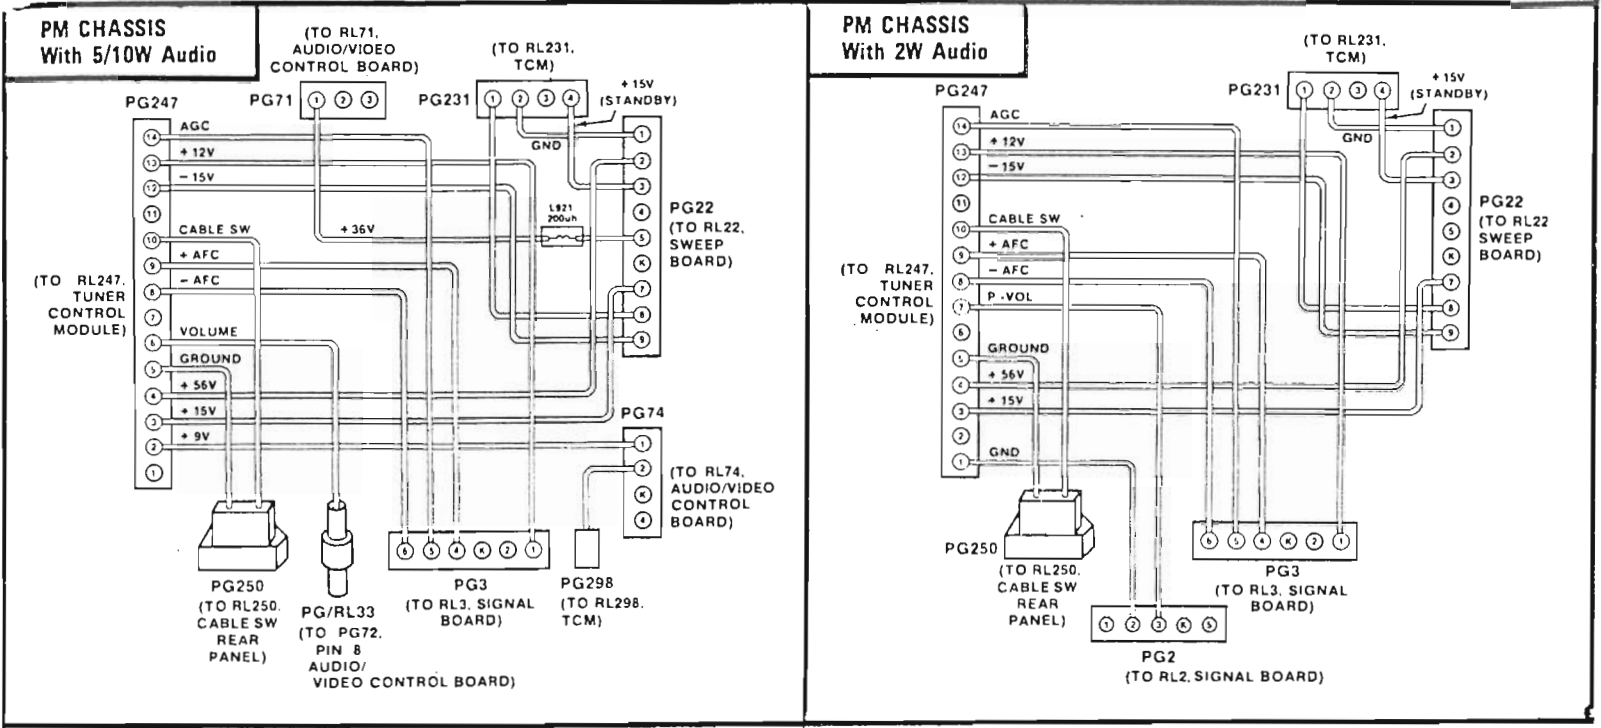 PM CHASSIS
With 5/10W Audio
(TO RL71,
AUDIO/VIDEO
CONTROL BOARD)
PG71
1 2 3
(TO RL231,
TCM)
PG231
1 2 3 4
+ 15V
(STANDBY)
GND
PG247
14 AGC
13 + 12V
12 - 15V
11
10 CABLE SW
9 + AFC
8 - AFC
7
6 VOLUME
5 GROUND
4 + 56V
3 + 15V
2 + 9V
1
(TO RL247,
TUNER
CONTROL
MODULE)
+ 36V
L921
200uh
1
2
3
4
5
K
7
8
9
PG22
(TO RL22,
SWEEP
BOARD)
PG74
1
2
K
4
(TO RL74,
AUDIO/VIDEO
CONTROL
BOARD)
PG250
(TO RL250,
CABLE SW
REAR
PANEL)
PG/RL33
(TO PG72,
PIN 8
AUDIO/
VIDEO CONTROL BOARD)
6 5 4 K 2 1
PG3
(TO RL3, SIGNAL
BOARD)
PG298
(TO RL298,
TCM)
PM CHASSIS
With 2W Audio
(TO RL231,
TCM)
PG231
1 2 3 4
+ 15V
(STANDBY)
GND
PG247
14 AGC
13 + 12V
12 - 15V
11
10 CABLE SW
9 + AFC
8 - AFC
7 P -VOL
6
5 GROUND
4 + 56V
3 + 15V
2
1 GND
(TO RL247,
TUNER
CONTROL
MODULE)
1
2
3
4
5
K
7
8
9
PG22
(TO RL22
SWEEP
BOARD)
PG250
(TO RL250,
CABLE SW
REAR
PANEL)
6 5 4 K 2 1
PG3
(TO RL3, SIGNAL
BOARD)
1 2 3 K 5
PG2
(TO RL2, SIGNAL BOARD)